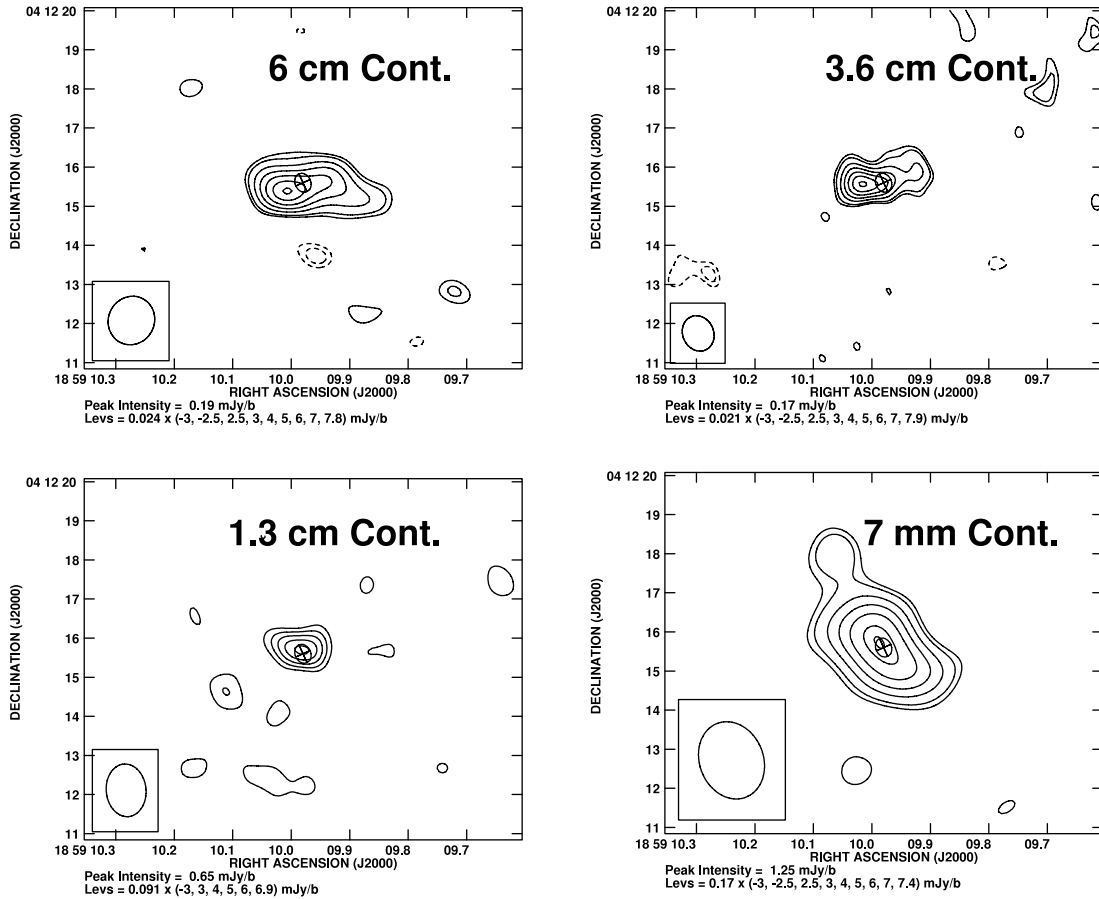 04 12 20
19
18
17
16
15
14
13
12
11
DECLINATION (J2000)
6 cm Cont.
18 59 10.3 10.2 10.1 10.0 09.9 09.8 09.7
RIGHT ASCENSION (J2000)
Peak Intensity = 0.19 mJy/b
Levs = 0.024 x (-3, -2.5, 2.5, 3, 4, 5, 6, 7, 7.8) mJy/b
04 12 20
19
18
17
16
15
14
13
12
11
DECLINATION (J2000)
3.6 cm Cont.
18 59 10.3 10.2 10.1 10.0 09.9 09.8 09.7
RIGHT ASCENSION (J2000)
Peak Intensity = 0.17 mJy/b
Levs = 0.021 x (-3, -2.5, 2.5, 3, 4, 5, 6, 7, 7.9) mJy/b
04 12 20
19
18
17
16
15
14
13
12
11
DECLINATION (J2000)
1.3 cm Cont.
18 59 10.3 10.2 10.1 10.0 09.9 09.8 09.7
RIGHT ASCENSION (J2000)
Peak Intensity = 0.65 mJy/b
Levs = 0.091 x (-3, 3, 4, 5, 6, 6.9) mJy/b
04 12 20
19
18
17
16
15
14
13
12
11
DECLINATION (J2000)
7 mm Cont.
18 59 10.3 10.2 10.1 10.0 09.9 09.8 09.7
RIGHT ASCENSION (J2000)
Peak Intensity = 1.25 mJy/b
Levs = 0.17 x (-3, -2.5, 2.5, 3, 4, 5, 6, 7, 7.4) mJy/b